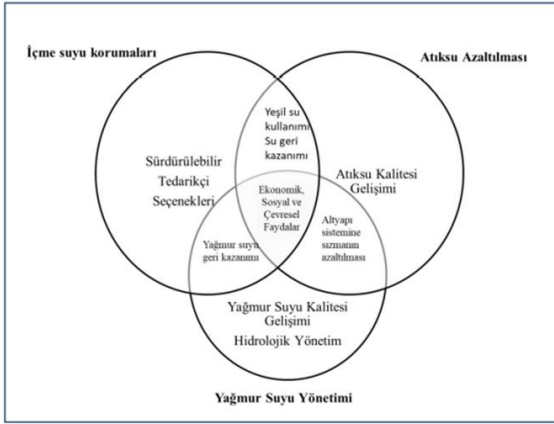 İçme suyu korumaları
Atıksu Azaltılması
Yeşil su
kullanımı
Su geri
kazanımı
Sürdürülebilir
Tedarikçi
Seçenekleri
Atıksu Kalitesi
Gelişimi
Ekonomik,
Sosyal ve
Çevresel
Faydalar
Yağmur suyu
geri kazanımı
Altyapı
sistemine
sızmanın
azaltılması
Yağmur Suyu Kalitesi
Gelişimi
Hidrolojik Yönetim
Yağmur Suyu Yönetimi